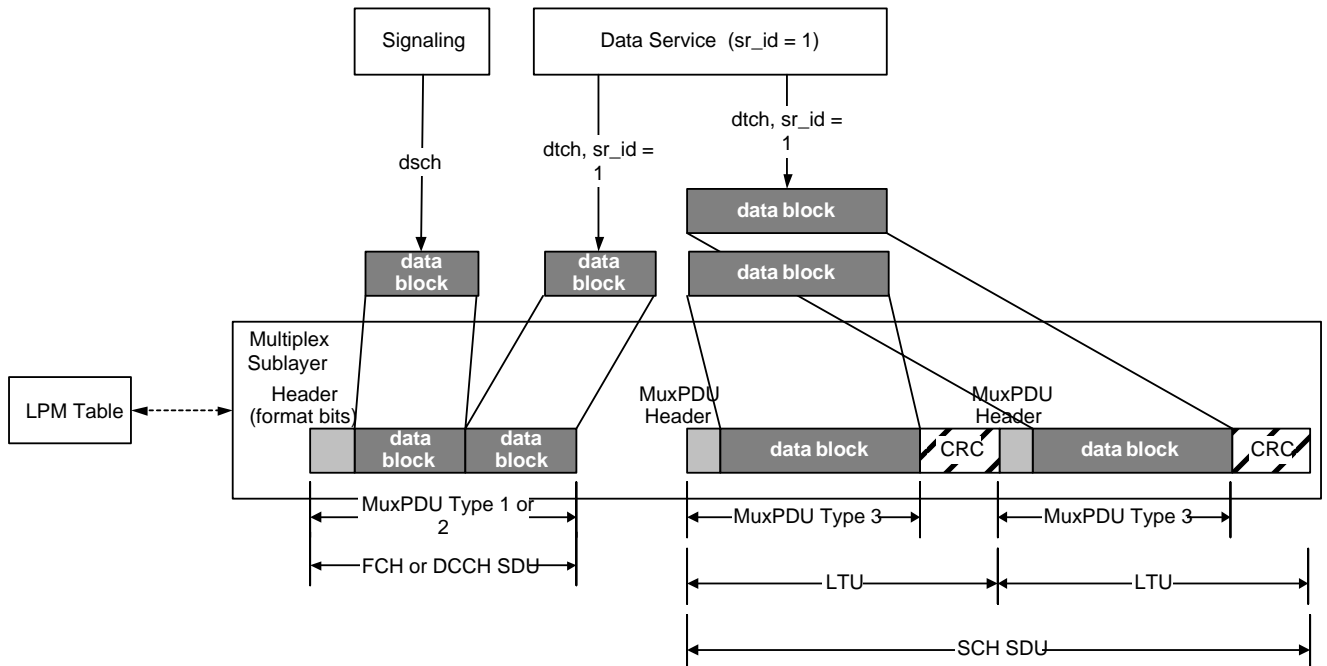 Signaling
Data Service (sr_id = 1)
dsch
dtch, sr_id =
1
dtch, sr_id =
1
data block
data
block
data
block
data block
Multiplex
Sublayer
LPM Table
Header
(format bits)
MuxPDU
Header
MuxPDU
Header
data
block
data
block
data block
CRC
data block
CRC
MuxPDU Type 1 or
2
MuxPDU Type 3
MuxPDU Type 3
FCH or DCCH SDU
LTU
LTU
SCH SDU